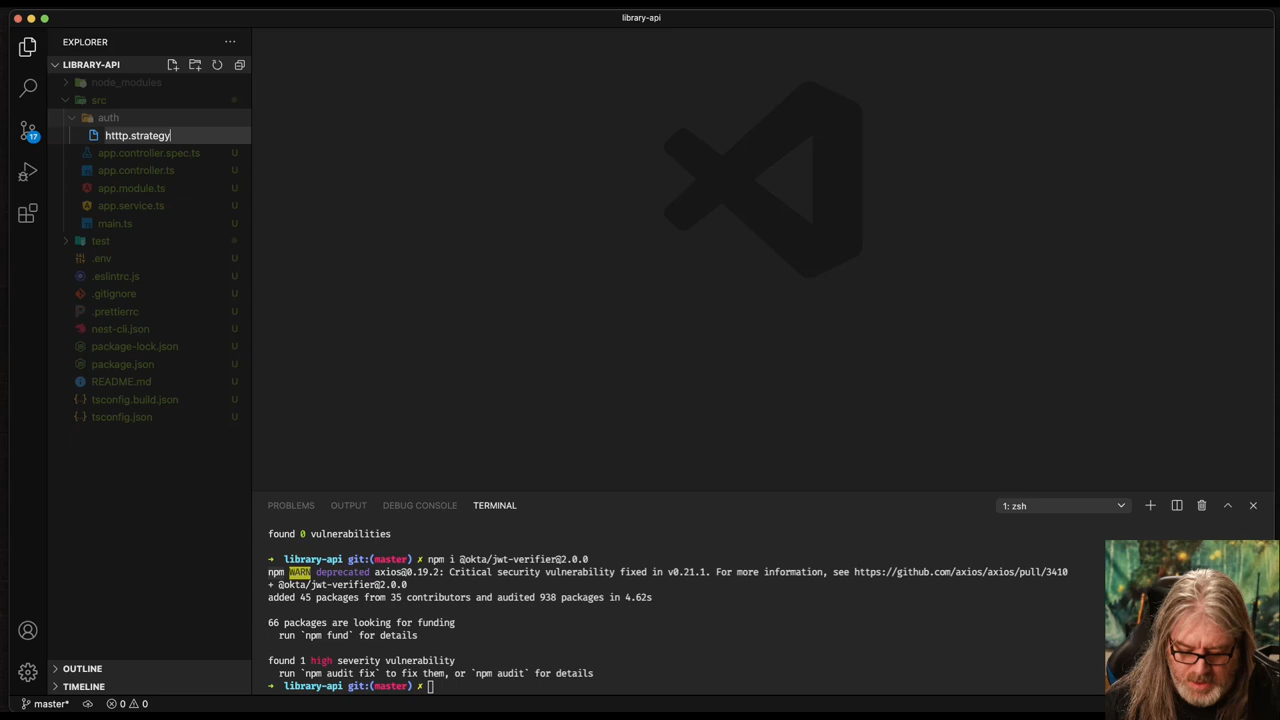 library-api
EXPLORER
LIBRARY-API
node_modules
src
auth
htttp.strategy
app.controller.spec.ts U
app.controller.ts U
app.module.ts U
app.service.ts U
main.ts U
test
.env U
.eslintrc.js U
.gitignore U
.prettierrc U
nest-cli.json U
package-lock.json U
package.json U
README.md U
tsconfig.build.json U
tsconfig.json U
17
OUTLINE
TIMELINE
PROBLEMS OUTPUT DEBUG CONSOLE TERMINAL 1: zsh
found 0 vulnerabilities
➜ library-api git:(master) ✗ npm i @okta/jwt-verifier@2.0.0
npm WARN deprecated axios@0.19.2: Critical security vulnerability fixed in v0.21.1. For more information, see https://github.com/axios/axios/pull/3410
+ @okta/jwt-verifier@2.0.0
added 45 packages from 35 contributors and audited 938 packages in 4.62s
66 packages are looking for funding
run `npm fund` for details
found 1 high severity vulnerability
run `npm audit fix` to fix them, or `npm audit` for details
➜ library-api git:(master) ✗
master* 0 0